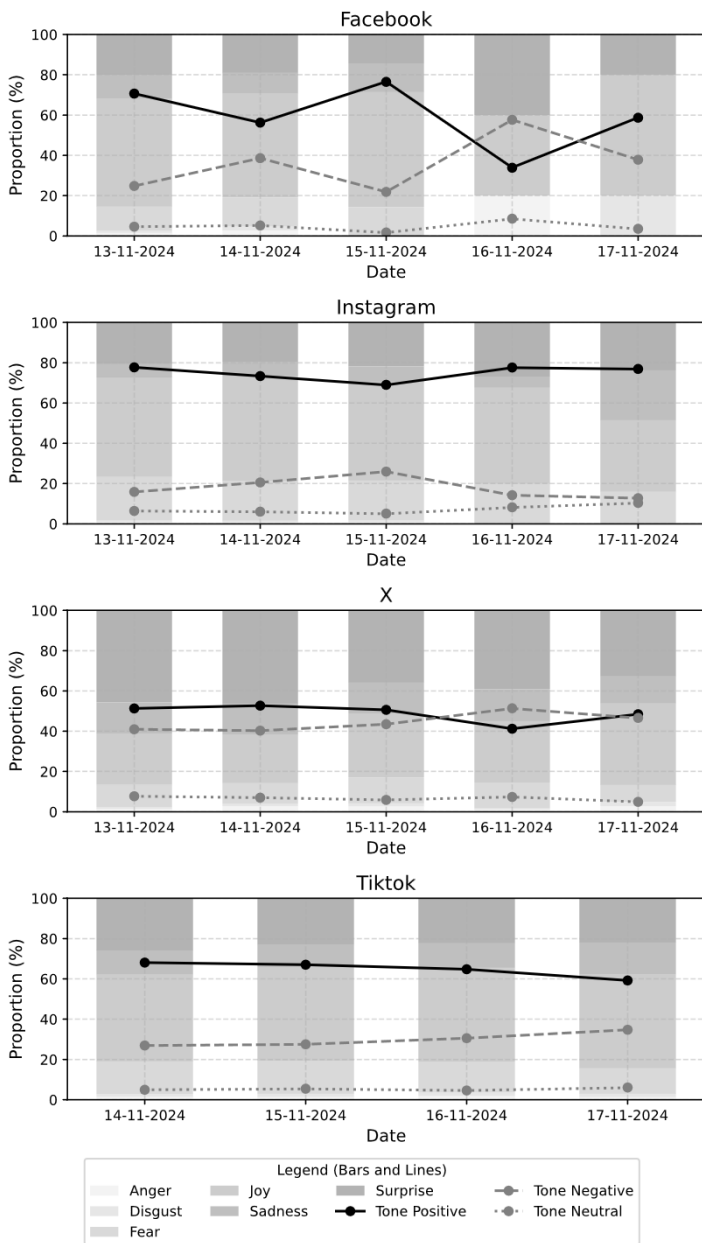 Facebook
100
80
60
40
20
0
Proportion (%)
13-11-2024 14-11-2024 15-11-2024 16-11-2024 17-11-2024
Date
Instagram
100
80
60
40
20
0
Proportion (%)
13-11-2024 14-11-2024 15-11-2024 16-11-2024 17-11-2024
Date
X
100
80
60
40
20
0
Proportion (%)
13-11-2024 14-11-2024 15-11-2024 16-11-2024 17-11-2024
Date
Tiktok
100
80
60
40
20
0
Proportion (%)
14-11-2024 15-11-2024 16-11-2024 17-11-2024
Date
Legend (Bars and Lines)
Anger Joy Surprise Tone Negative
Disgust Sadness Tone Positive Tone Neutral
Fear